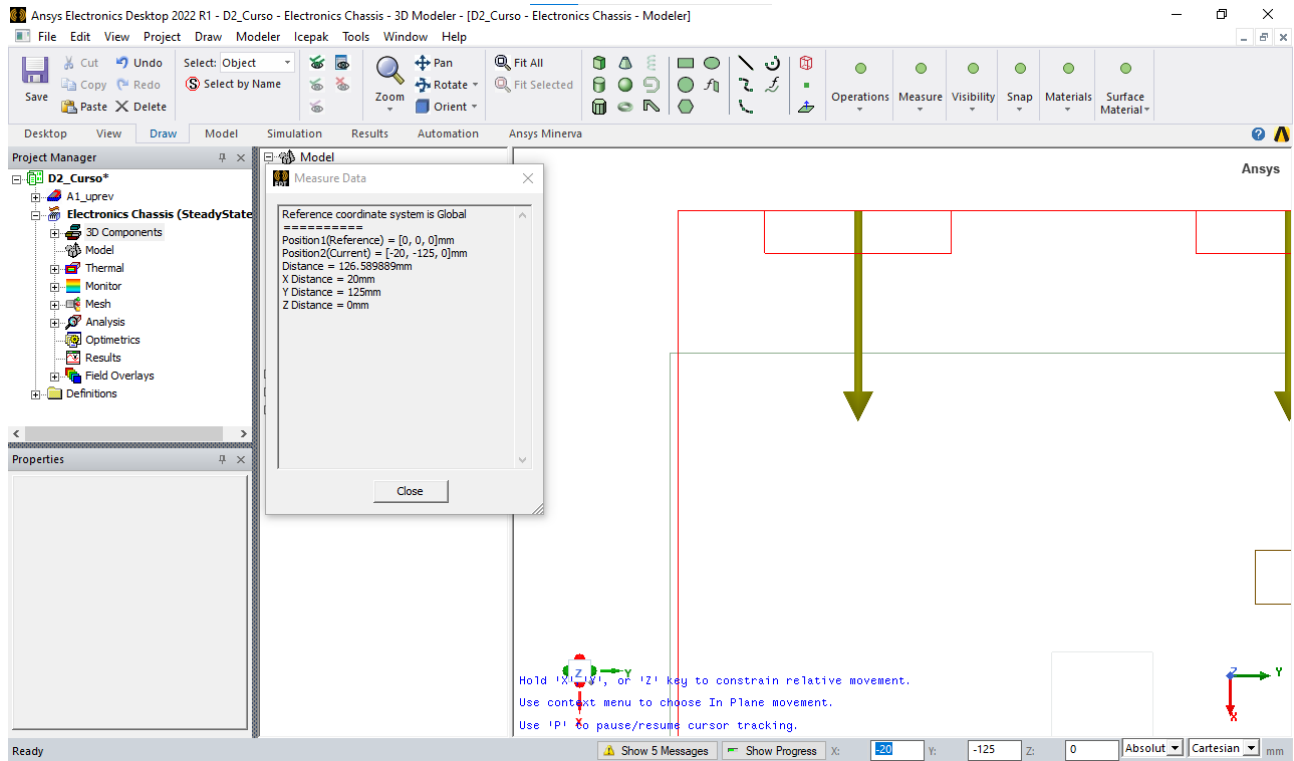 Ansys Electronics Desktop 2022 R1 - D2_Curso - Electronics Chassis - 3D Modeler - [D2_Curso - Electronics Chassis - Modeler]
File Edit View Project Draw Modeler Icepak Tools Window Help
Save
Cut Undo
Copy Redo
Paste Delete
Select: Object
Select by Name
Zoom
Pan
Rotate
Orient
Fit All
Fit Selected
Operations Measure Visibility Snap Materials Surface Material
Desktop View Draw Model Simulation Results Automation Ansys Minerva
Project Manager
D2_Curso*
A1_uprev
Electronics Chassis (SteadyState
3D Components
Model
Thermal
Monitor
Mesh
Analysis
Optimetrics
Results
Field Overlays
Definitions
Properties
Model
EDT
Measure Data
Reference coordinate system is Global
==========
Position1(Reference) = [0, 0, 0]mm
Position2(Current) = [-20, -125, 0]mm
Distance = 126.589889mm
X Distance = 20mm
Y Distance = 125mm
Z Distance = 0mm
Close
Ansys
Z Y
X
Hold 'X', 'Y', or 'Z' key to constrain relative movement.
Use context menu to choose In Plane movement.
Use 'P' to pause/resume cursor tracking.
Z Y
X
Ready
Show 5 Messages Show Progress X: -20 Y: -125 Z: 0 Absolut Cartesian mm